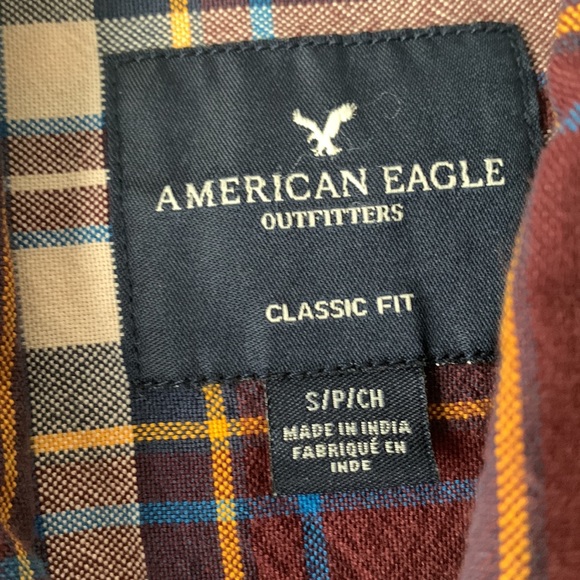 AMERICAN EAGLE
OUTFITTERS
CLASSIC FIT
S/P/CH
MADE IN INDIA
FABRIQUÉ EN
INDE